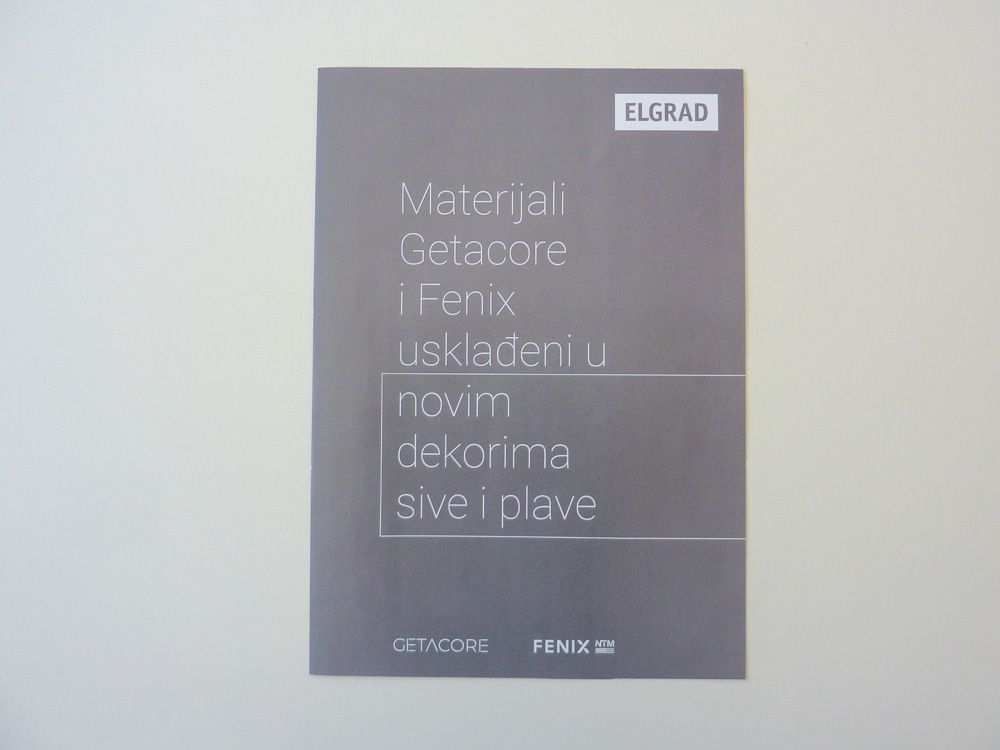 ELGRAD
Materijali
Getacore
i Fenix
usklađeni u
novim
dekorima
sive i plave
GETACORE
FENIX NTM